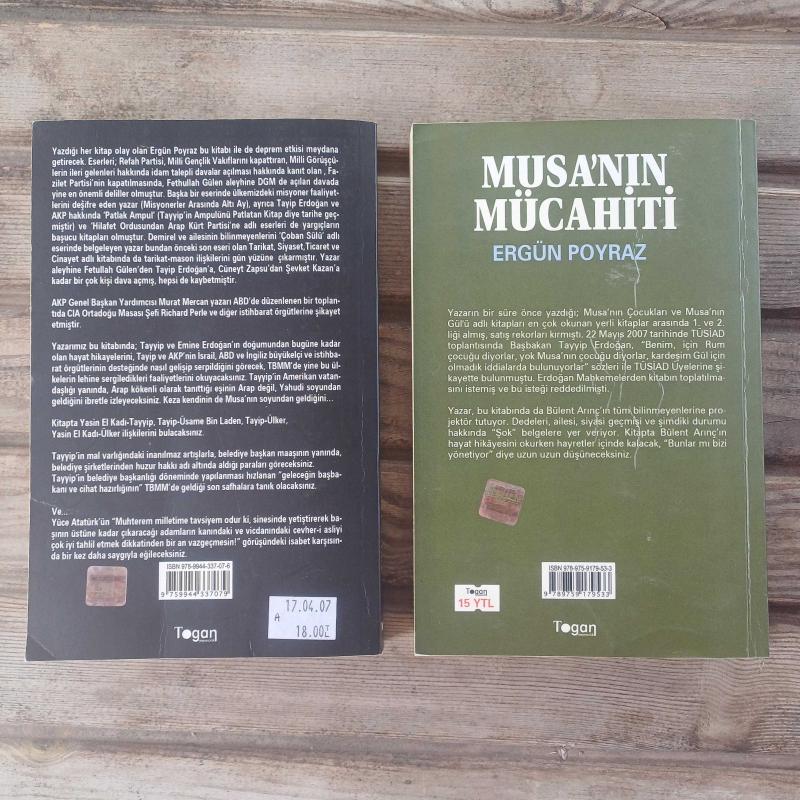 Yazdığı her kitap olay olan Ergün Poyraz bu kitabı ile de deprem etkisi meydana
getirecek. Eserleri; Refah Partisi, Milli Gençlik Vakıflarını kapattıran, Milli Görüşçü-
lerin ileri gelenleri hakkında idam talepli davalar açılması hakkında kanıt olan , Fa-
zilet Partisi'nin kapatılmasında, Fethullah Gülen aleyhine DGM de açılan davada
yine en önemli deliller olmuştur. Başka bir eserinde ülkemizdeki misyoner faaliyet-
lerini deşifre eden yazar (Misyonerler Arasında Altı Ay), ayrıca Tayip Erdoğan ve
AKP hakkında 'Patlak Ampul' (Tayyip'in Ampulünü Patlatan Kitap diye tarihe geç-
miştir) ve 'Hilafet Ordusundan Arap Kürt Partisi'ne adlı eserleri de yargıçların
başucu kitapları olmuştur. Demirel ve ailesinin bilinmeyenlerini 'Çoban Sülü' adlı
eserinde belgeleyen yazar bundan önceki son eseri olan Tarikat, Siyaset,Ticaret ve
Cinayet adlı kitabında da tarikat-mason ilişkilerini gün yüzüne çıkarmıştır. Yazar
aleyhine Fetullah Gülen'den Tayip Erdoğan'a, Cüneyt Zapsu'dan Şevket Kazan'a
kadar bir çok kişi dava açmış, hepsi de kaybetmiştir.
AKP Genel Başkan Yardımcısı Murat Mercan yazarı ABD'de düzenlenen bir toplan-
tıda CIA Ortadoğu Masası Şefi Richard Perle ve diğer istihbarat örgütlerine şikayet
etmiştir.
Yazarımız bu kitabında; Tayyip ve Emine Erdoğan'ın doğumundan bugüne kadar
olan hayat hikayelerini, Tayip ve AKP'nin İsrail, ABD ve İngiliz büyükelçi ve istihba-
rat örgütlerinin desteğinde nasıl gelişip serpildiğini görecek, TBMM'de yine bu ül-
kelerin lehine sergiledikleri faaliyetlerini okuyacaksınız. Tayyip'in Amerikan vatan-
daşlığı yanında, Arap kökenli olarak tanıttığı eşinin Arap değil, Yahudi soyundan
geldiğini ibretle izleyeceksiniz. Keza kendinin de Musa'nın soyundan geldiğini...
Kitapta Yasin El Kadı-Tayyip, Tayip-Üsame Bin Laden, Tayip-Ülker,
Yasin El Kadı-Ülker ilişkilerini bulacaksınız.
Tayyip'in mal varlığındaki inanılmaz artışlarla, belediye başkan maaşının yanında,
belediye şirketlerinden huzur hakkı adı altında aldığı paraları göreceksiniz.
Tayyip'in belediye başkanlığı döneminde yapılanması hızlanan "geleceğin başba-
kanı ve cihat hazırlığının" TBMM'de geldiği son safhalara tanık olacaksınız.
Ve...
Yüce Atatürk'ün "Muhterem milletime tavsiyem odur ki, sinesinde yetiştirerek ba-
şının üstüne kadar çıkaracağı adamların kanındaki ve vicdanındaki cevher-i asliyi
çok iyi tahlil etmek dikkatinden bir an vazgeçmesin!" görüşündeki isabet karşısın-
da bir kez daha saygıyla eğileceksiniz.
ISBN 978-9944-337-07-6
9 759944 337079
17.04.07
A
18.00
Togan
MUSA'NIN
MÜCAHİTİ
ERGÜN POYRAZ
Yazarın bir süre önce yazdığı; Musa'nın Çocukları ve Musa'nın
Gül'ü adlı kitapları en çok okunan yerli kitaplar arasında 1. ve 2.
liği almış, satış rekorları kırmıştı. 22 Mayıs 2007 tarihinde TÜSİAD
toplantısında Başbakan Tayyip Erdoğan, "Benim, için Rum
çocuğu diyorlar, yok Musa'nın çocuğu diyorlar, kardeşim Gül için
olmadık iddialarda bulunuyorlar" sözleri ile TÜSİAD Üyelerine şi-
kayette bulunmuştu. Erdoğan Mahkemelerden kitabın toplatılma-
sını istemiş ve bu isteği reddedilmişti.
Yazar, bu kitabında da Bülent Arınç'ın tüm bilinmeyenlerine pro-
jektör tutuyor. Dedeleri, ailesi, siyasi geçmişi ve şimdiki durumu
hakkında "Şok" belgelere yer veriyor. Kitapta Bülent Arınç'ın
hayat hikâyesini okurken hayretler içinde kalacak, "Bunlar mı bizi
yönetiyor" diye uzun uzun düşüneceksiniz.
ISBN 978-975-9179-53-3
9 789759 179533
Togan
15 YTL
Togan